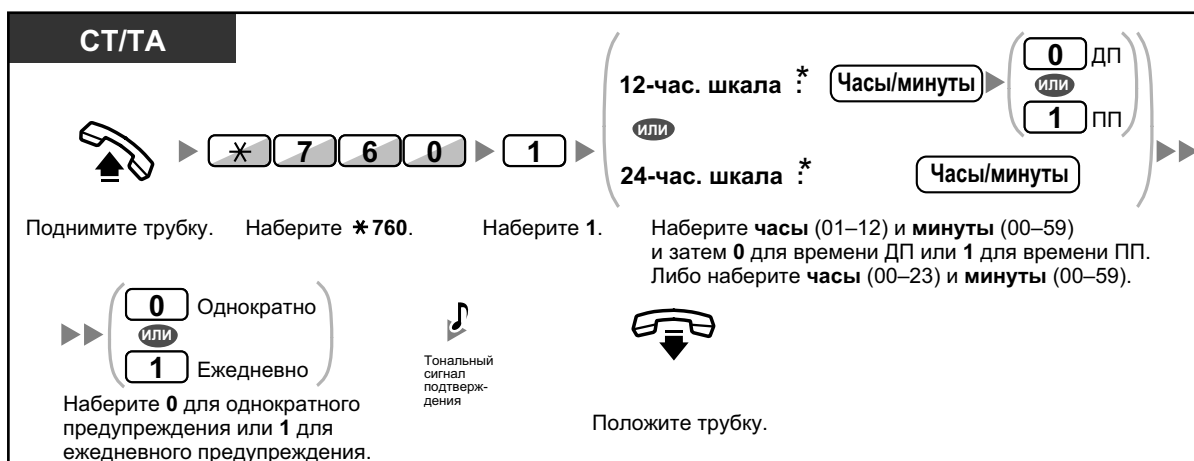 СТ/ТА
12-час. шкала :* Часы/минуты
0 ДП
или
1 ПП
или
24-час. шкала :* Часы/минуты
✳ 7 6 0
1
Поднимите трубку.
Наберите ✳760.
Наберите 1.
Наберите часы (01–12) и минуты (00–59)
и затем 0 для времени ДП или 1 для времени ПП.
Либо наберите часы (00–23) и минуты (00–59).
0 Однократно
или
1 Ежедневно
Наберите 0 для однократного
предупреждения или 1 для
ежедневного предупреждения.
Тональный
сигнал
подтверж-
дения
Положите трубку.